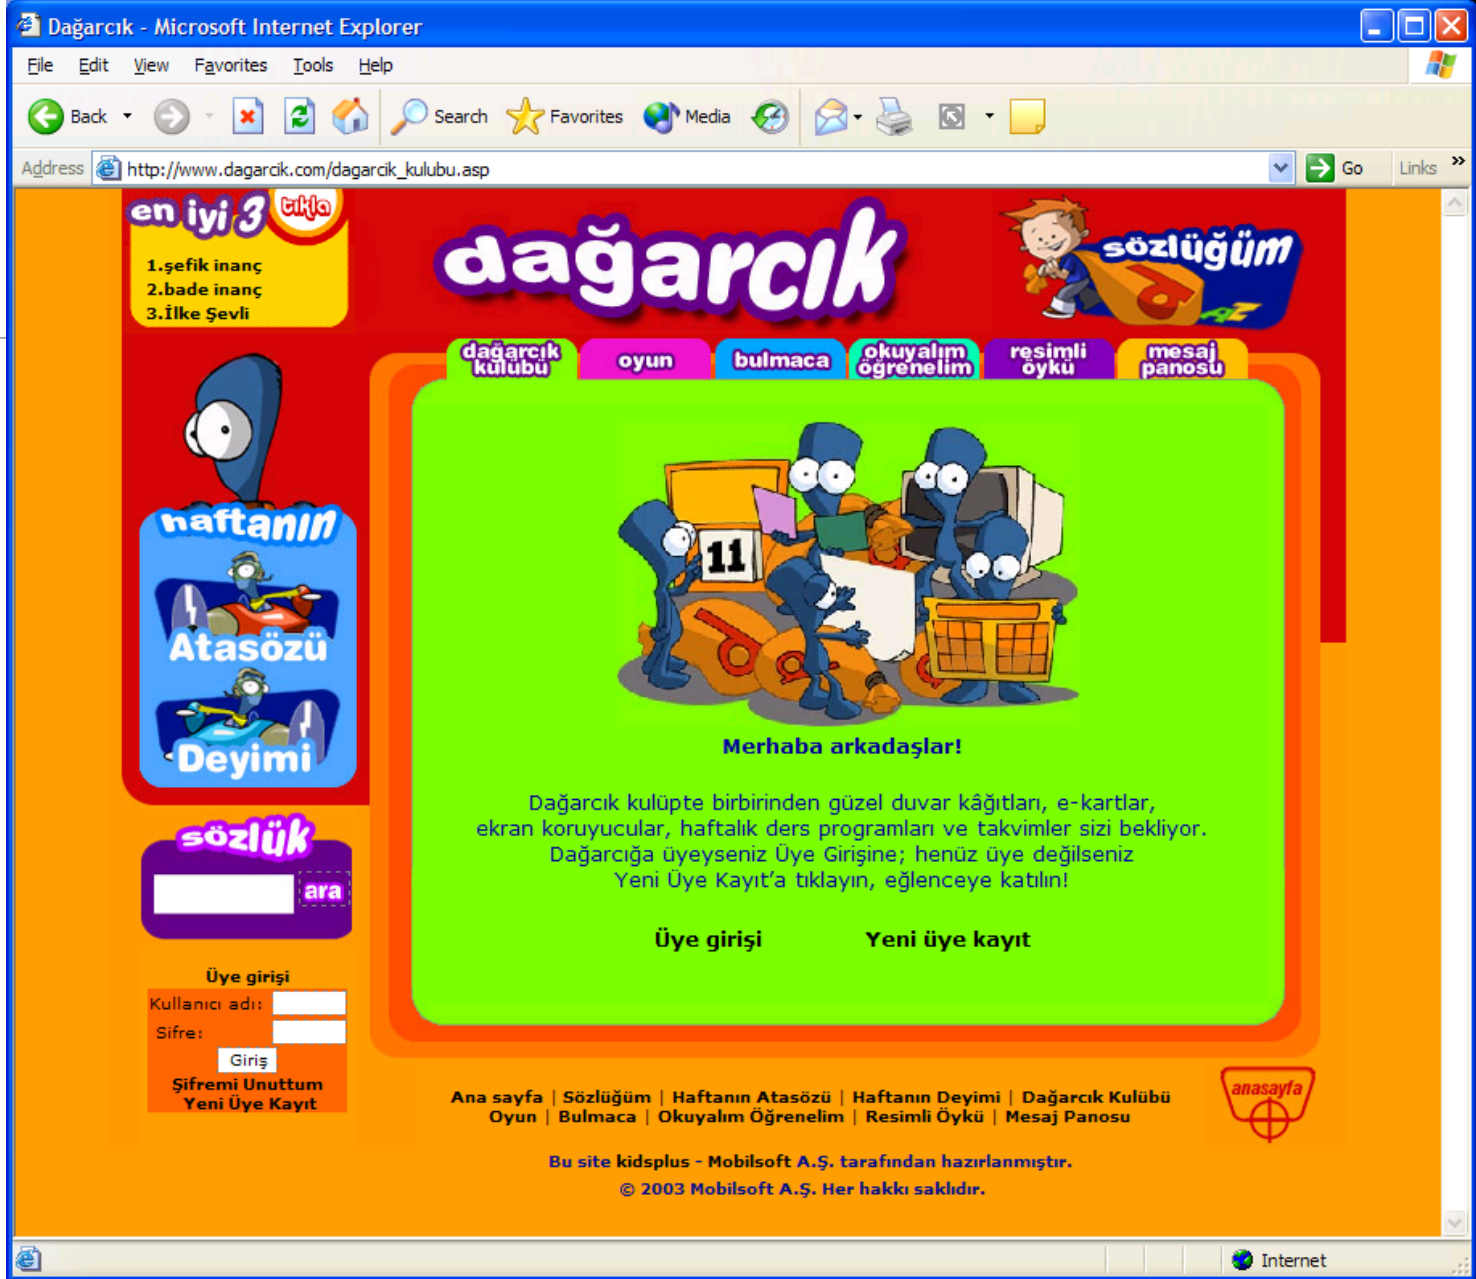 Dağarcık - Microsoft Internet Explorer
File Edit View Favorites Tools Help
Back Search Favorites Media
Address http://www.dagarcik.com/dagarcik_kulubu.asp Go Links »
en iyi 3 tıkla
1.şefik inanç
2.bade inanç
3.İlke Şevli
dağarcık
sözlüğüm
d
AZ
dağarcık kulübü
oyun
bulmaca
okuyalım öğrenelim
resimli öykü
mesaj panosu
haftanın
Atasözü
Deyimi
11
Merhaba arkadaşlar!
Dağarcık kulüpte birbirinden güzel duvar kâğıtları, e-kartlar,
ekran koruyucular, haftalık ders programları ve takvimler sizi bekliyor.
Dağarcığa üyeyseniz Üye Girişine; henüz üye değilseniz
Yeni Üye Kayıt’a tıklayın, eğlenceye katılın!
Üye girişi Yeni üye kayıt
sözlük
ara
Üye girişi
Kullanıcı adı:
Sifre:
Giriş
Şifremi Unuttum
Yeni Üye Kayıt
Ana sayfa | Sözlüğüm | Haftanın Atasözü | Haftanın Deyimi | Dağarcık Kulübü
Oyun | Bulmaca | Okuyalım Öğrenelim | Resimli Öykü | Mesaj Panosu
anasayfa
Bu site kidsplus - Mobilsoft A.Ş. tarafından hazırlanmıştır.
© 2003 Mobilsoft A.Ş. Her hakkı saklıdır.
Internet